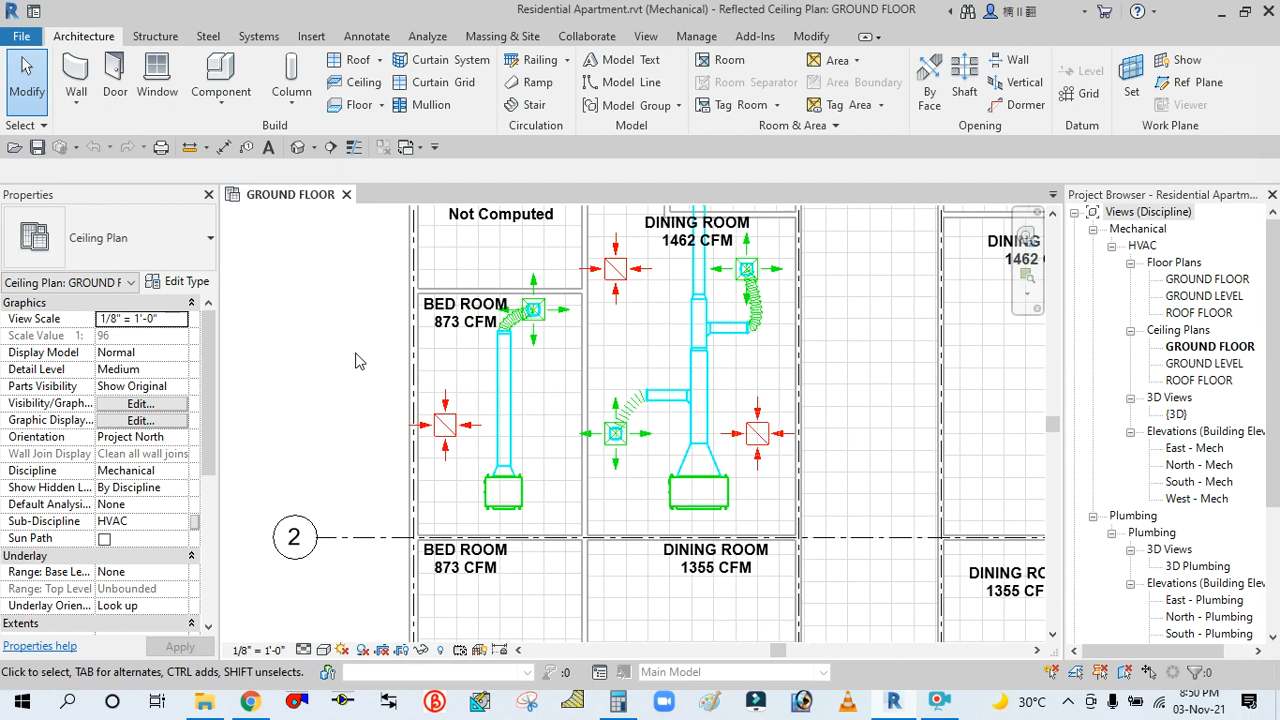 Residential Apartment.rvt (Mechanical) - Reflected Ceiling Plan: GROUND FLOOR
File Architecture Structure Steel Systems Insert Annotate Analyze Massing & Site Collaborate View Manage Add-Ins Modify
Modify
Wall
Door
Window
Component
Column
Roof
Ceiling
Floor
Curtain System
Curtain Grid
Mullion
Railing
Ramp
Stair
Model Text
Model Line
Model Group
Room
Room Separator
Tag Room
Area
Area Boundary
Tag Area
By Face
Shaft
Wall
Vertical
Dormer
Level
Grid
Set
Show
Ref Plane
Viewer
Select Build Circulation Model Room & Area Opening Datum Work Plane
Properties
Ceiling Plan
Ceiling Plan: GROUND F
Edit Type
Graphics
View Scale 1/8" = 1'-0"
Scale Value 1: 96
Display Model Normal
Detail Level Medium
Parts Visibility Show Original
Visibility/Graph... Edit...
Graphic Display... Edit...
Orientation Project North
Wall Join Display Clean all wall joins
Discipline Mechanical
Show Hidden L... By Discipline
Default Analysi... None
Sub-Discipline HVAC
Sun Path
Underlay
Range: Base Le... None
Range: Top Level Unbounded
Underlay Orien... Look up
Extents
Properties help
Apply
GROUND FLOOR
Not Computed
DINING ROOM
1462 CFM
BED ROOM
873 CFM
DINING
1462
2
BED ROOM
873 CFM
DINING ROOM
1355 CFM
DINING RO
1355 CF
1/8" = 1'-0"
Project Browser - Residential Apartm...
Views (Discipline)
Mechanical
HVAC
Floor Plans
GROUND FLOOR
GROUND LEVEL
ROOF FLOOR
Ceiling Plans
GROUND FLOOR
GROUND LEVEL
ROOF FLOOR
3D Views
{3D}
Elevations (Building Elev
East - Mech
North - Mech
South - Mech
West - Mech
Plumbing
Plumbing
3D Views
3D Plumbing
Elevations (Building Elev
East - Plumbing
North - Plumbing
South - Plumbing
Click to select, TAB for alternates, CTRL adds, SHIFT unselects.
:0
Main Model
:0
30°C
8:50 PM
03-Nov-21